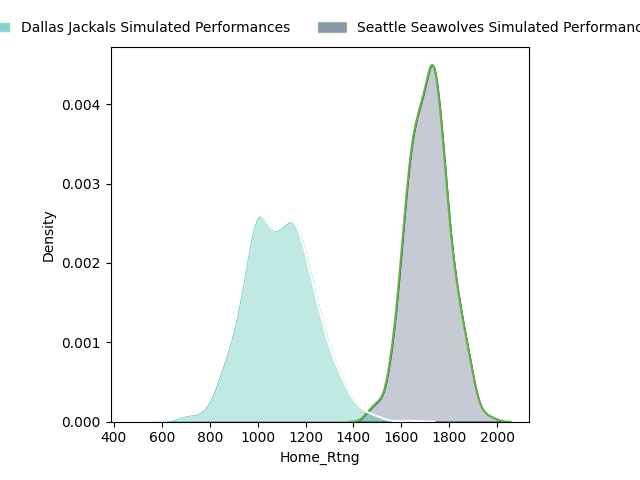 Dallas Jackals Simulated Performances
Seattle Seawolves Simulated
0.004
0.003
0.002
0.001
0.000
Density
400 600 800 1000 1200 1400 1600 1800 2000
Home_Rtng